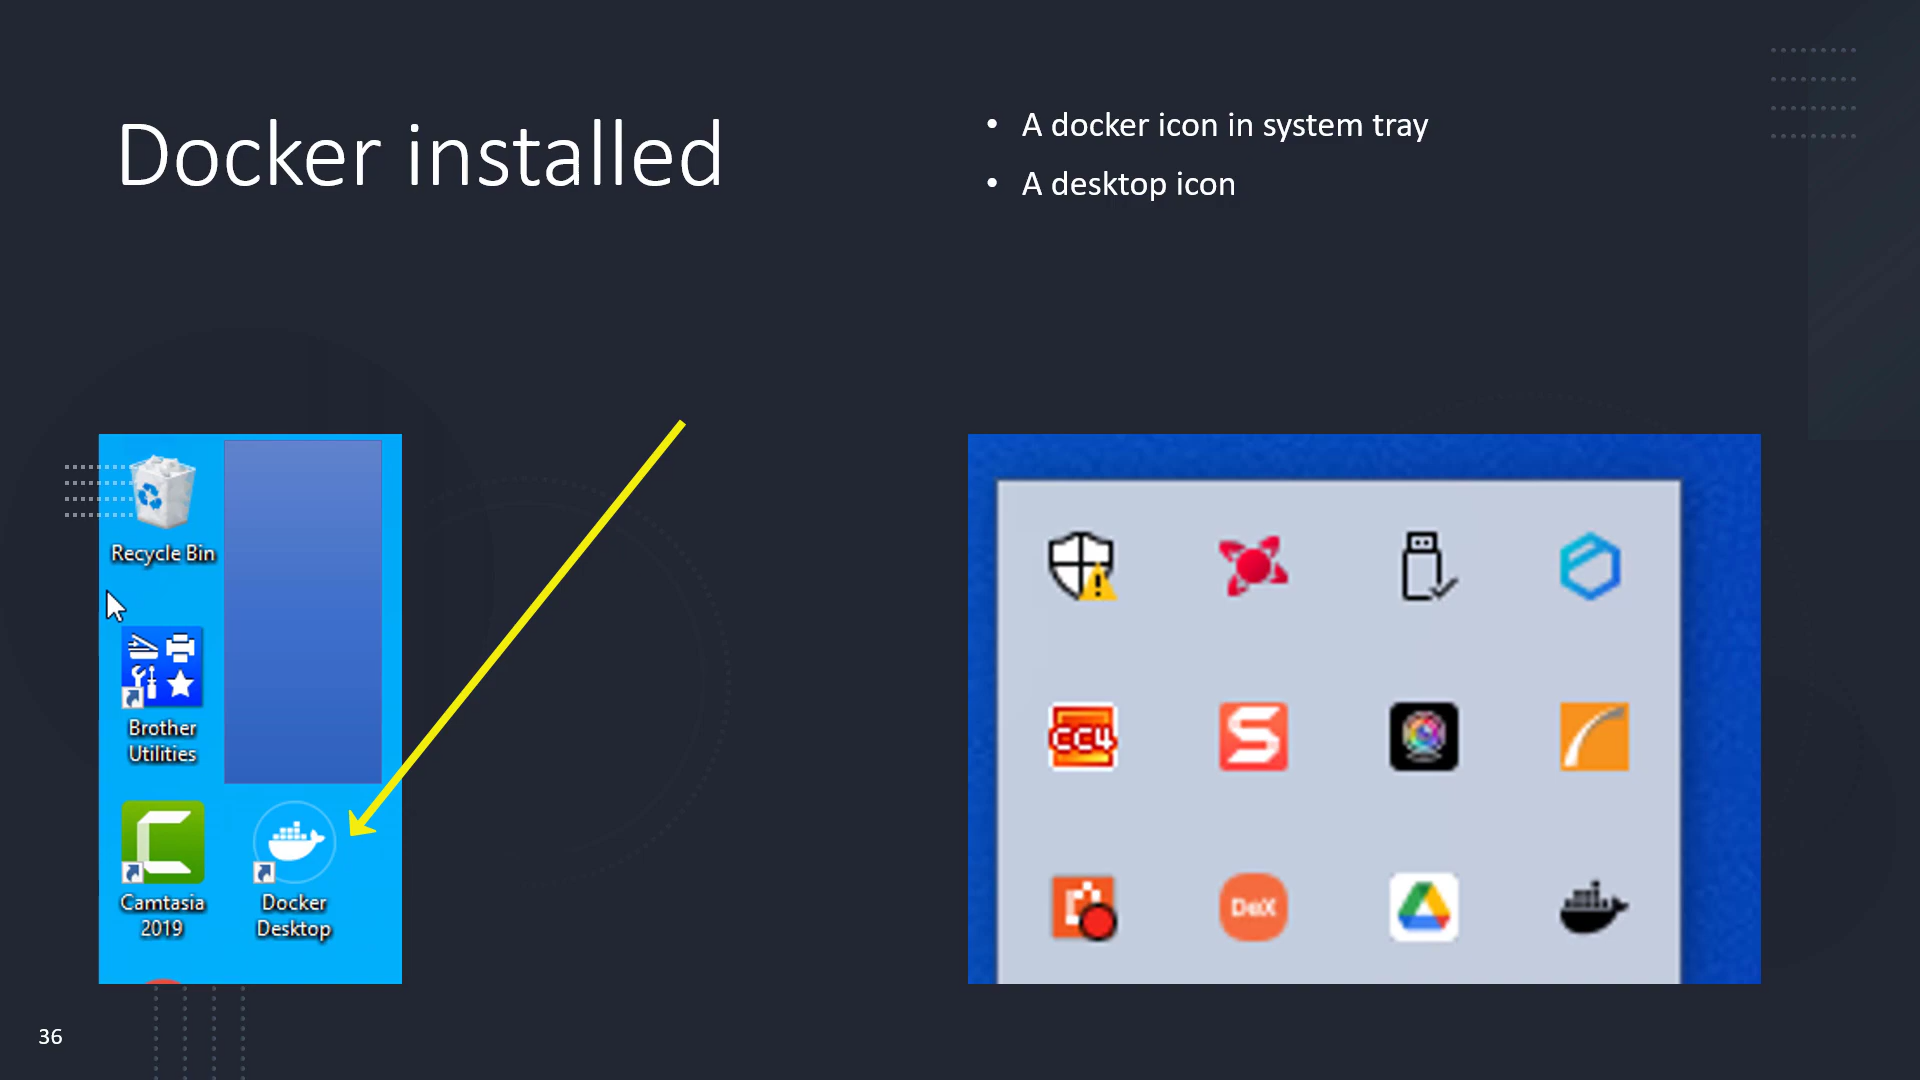 Docker installed
• A docker icon in system tray
• A desktop icon
Recycle Bin
Brother
Utilities
Camtasia
2019
Docker
Desktop
CC4
S
DeX
36